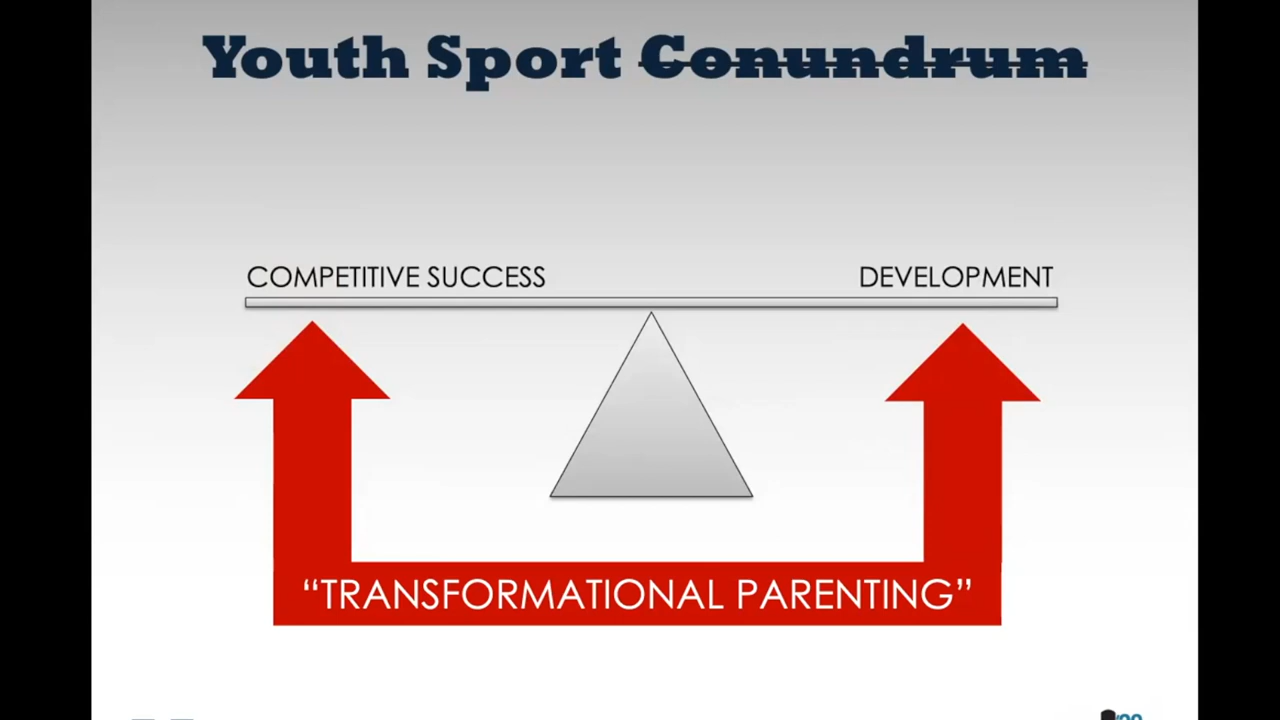 Youth Sport Conundrum
COMPETITIVE SUCCESS
DEVELOPMENT
“TRANSFORMATIONAL PARENTING”